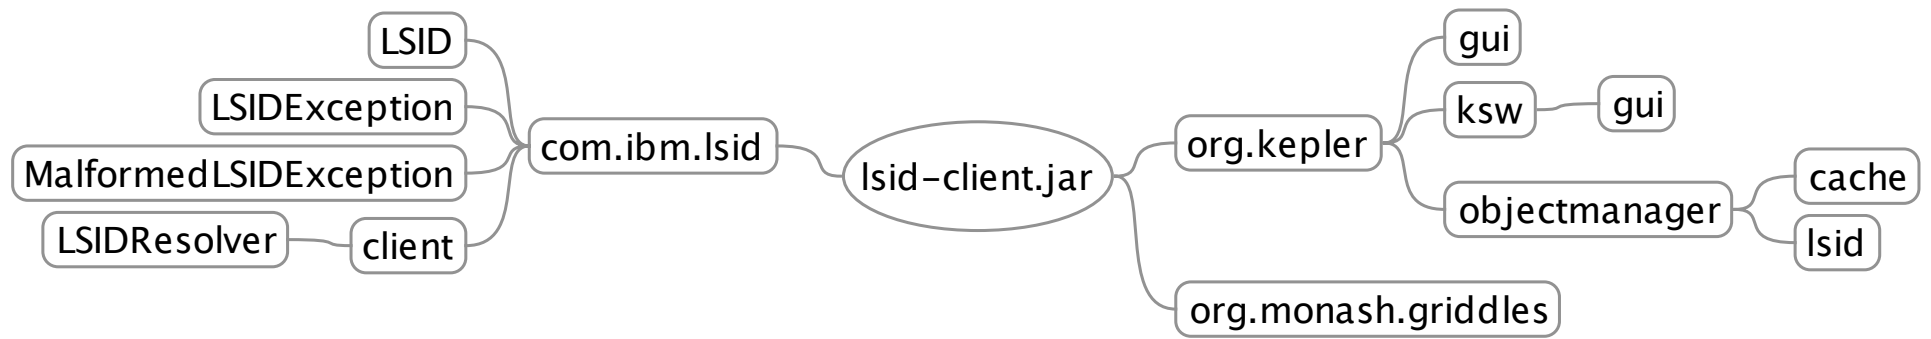 LSID
LSIDException
MalformedLSIDException
LSIDResolver
client
com.ibm.lsid
lsid-client.jar
org.kepler
gui
ksw
gui
objectmanager
cache
lsid
org.monash.griddles